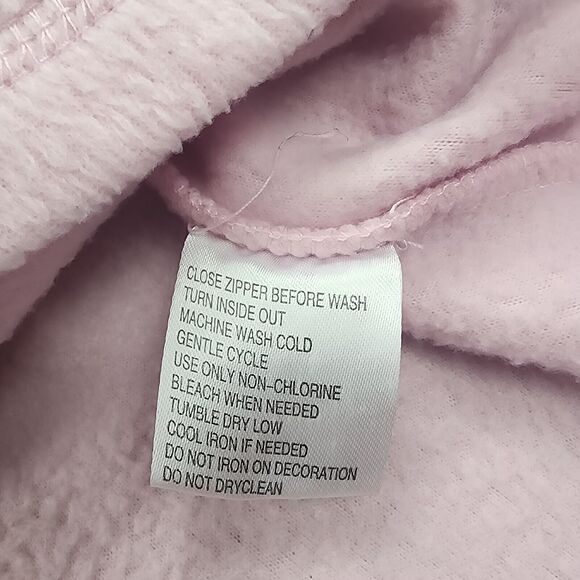 CLOSE ZIPPER BEFORE WASH
TURN INSIDE OUT
MACHINE WASH COLD
GENTLE CYCLE
USE ONLY NON-CHLORINE
BLEACH WHEN NEEDED
TUMBLE DRY LOW
COOL IRON IF NEEDED
DO NOT IRON ON DECORATION
DO NOT DRYCLEAN